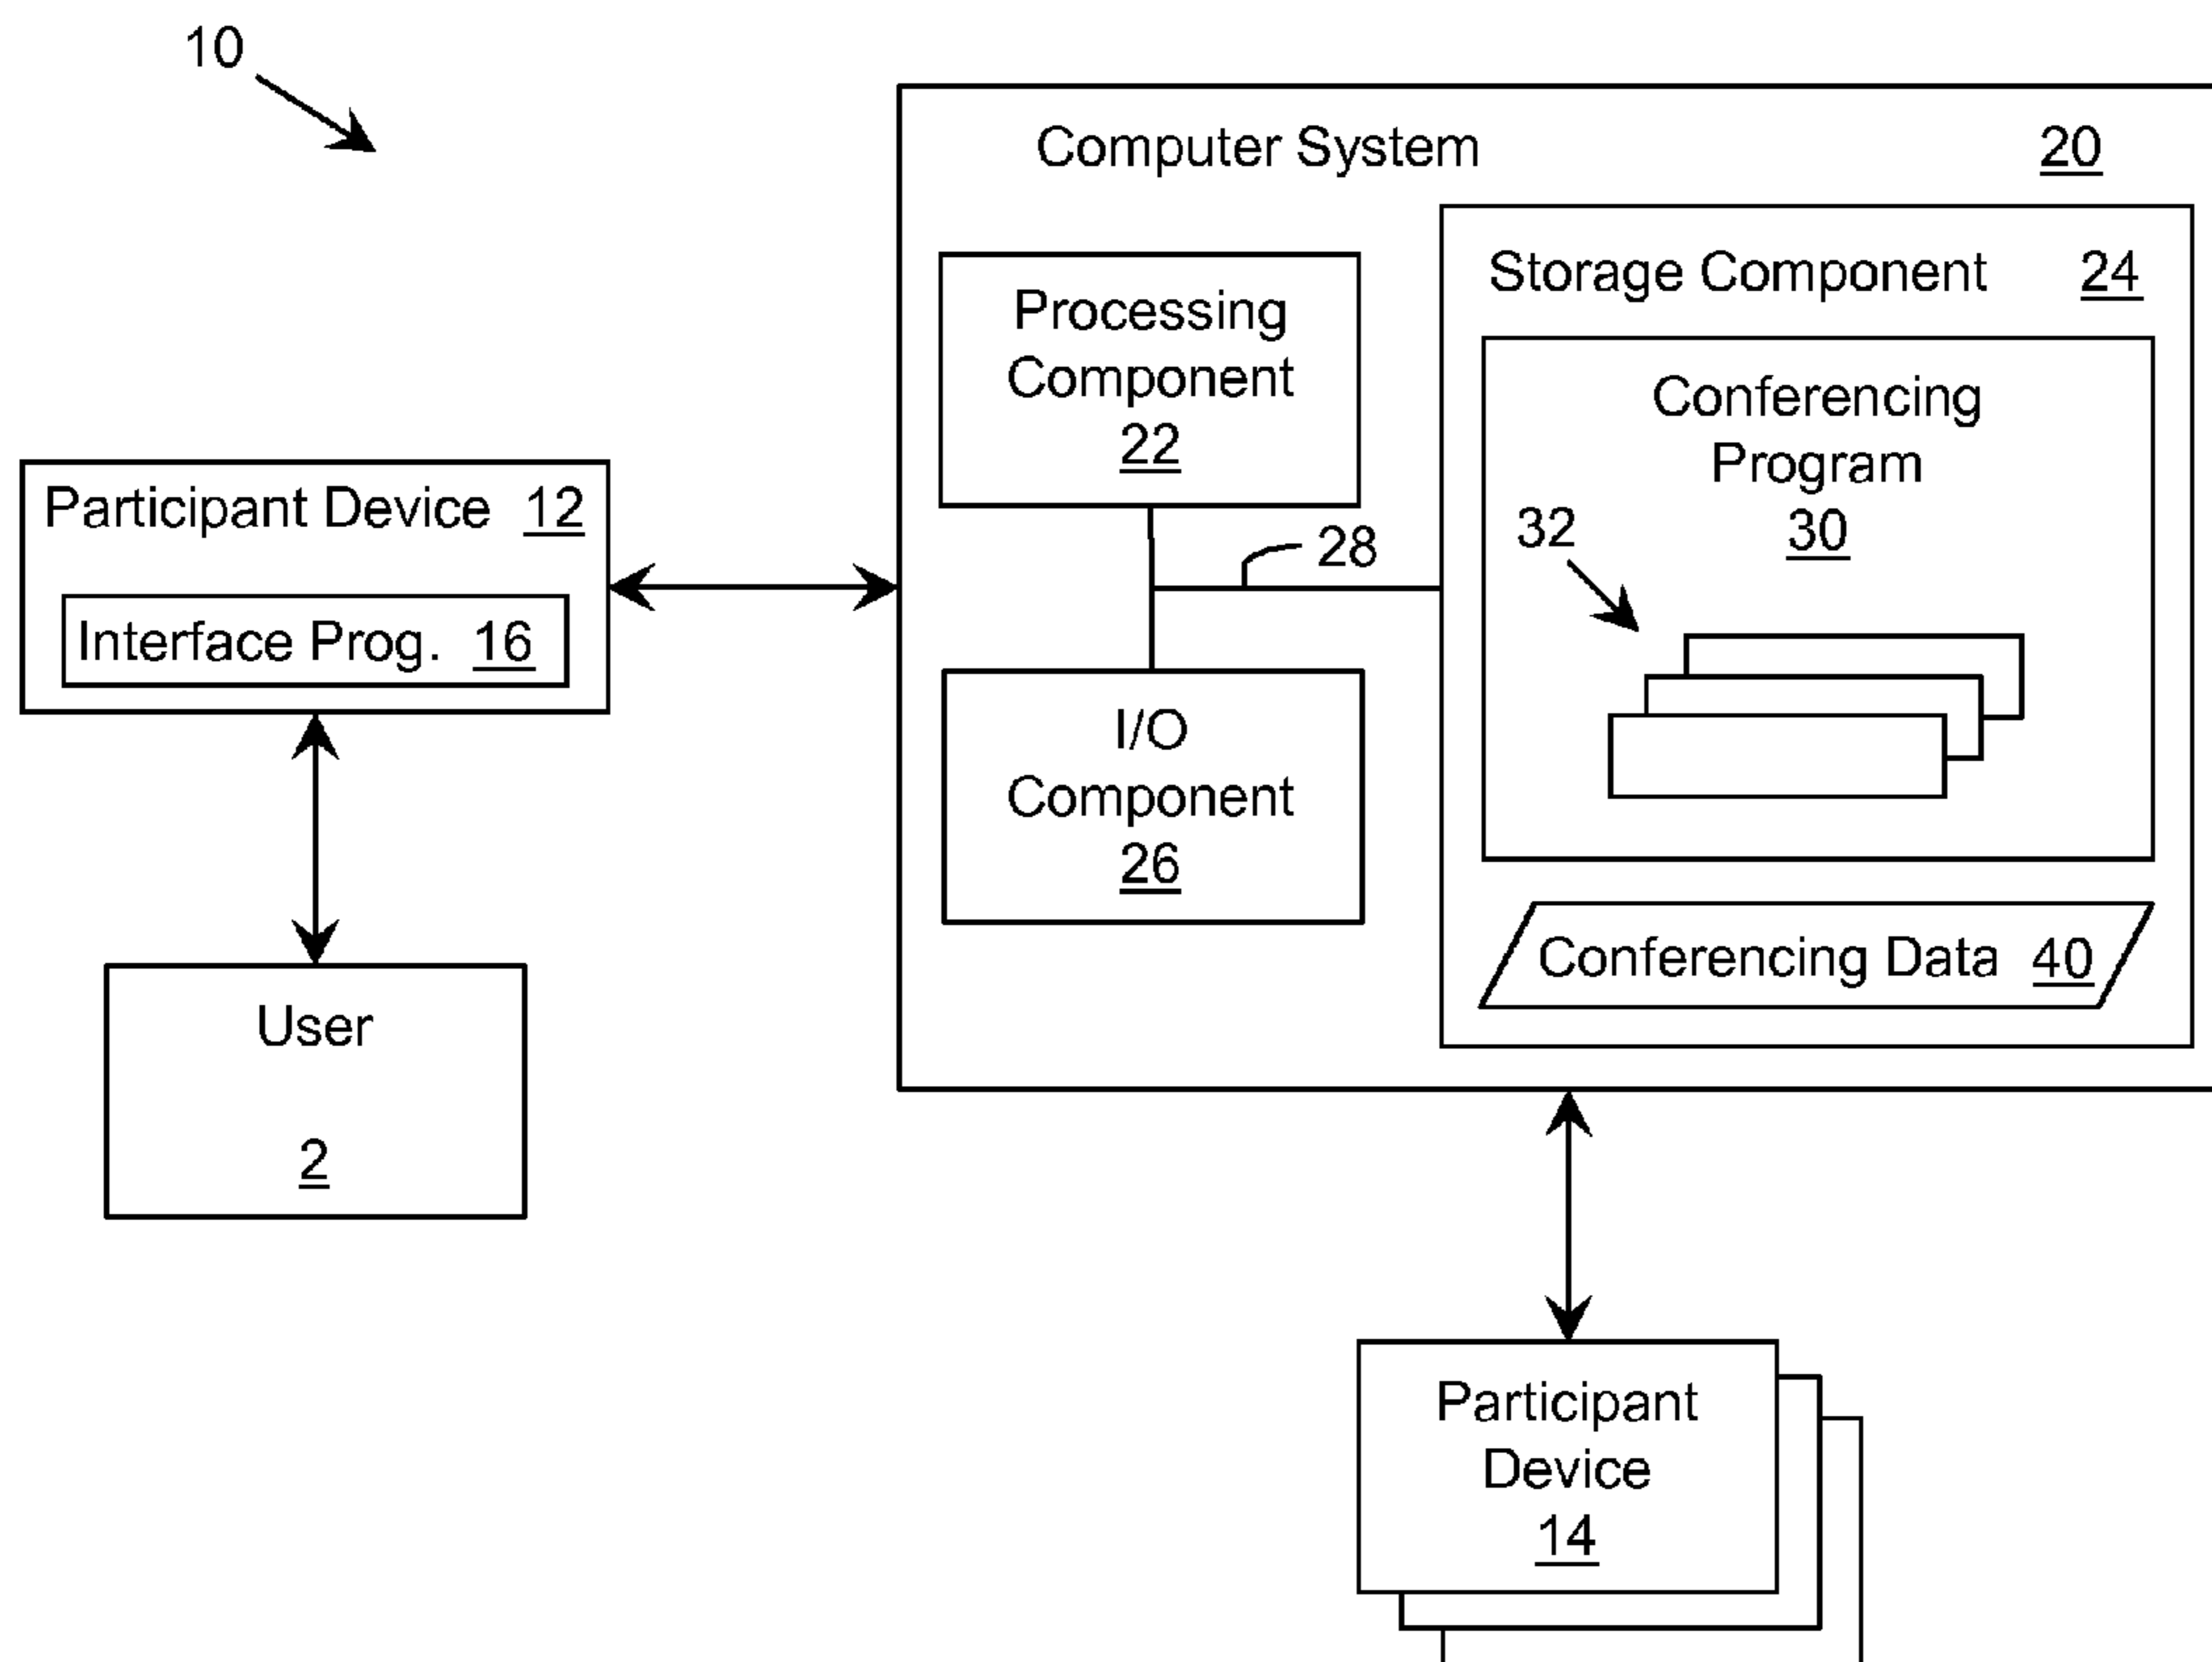 10
Computer System 20
Processing
Component
22
Storage Component 24
Conferencing
Program
30
32
28
Participant Device 12
Interface Prog. 16
I/O
Component
26
Conferencing Data 40
User
2
Participant
Device
14